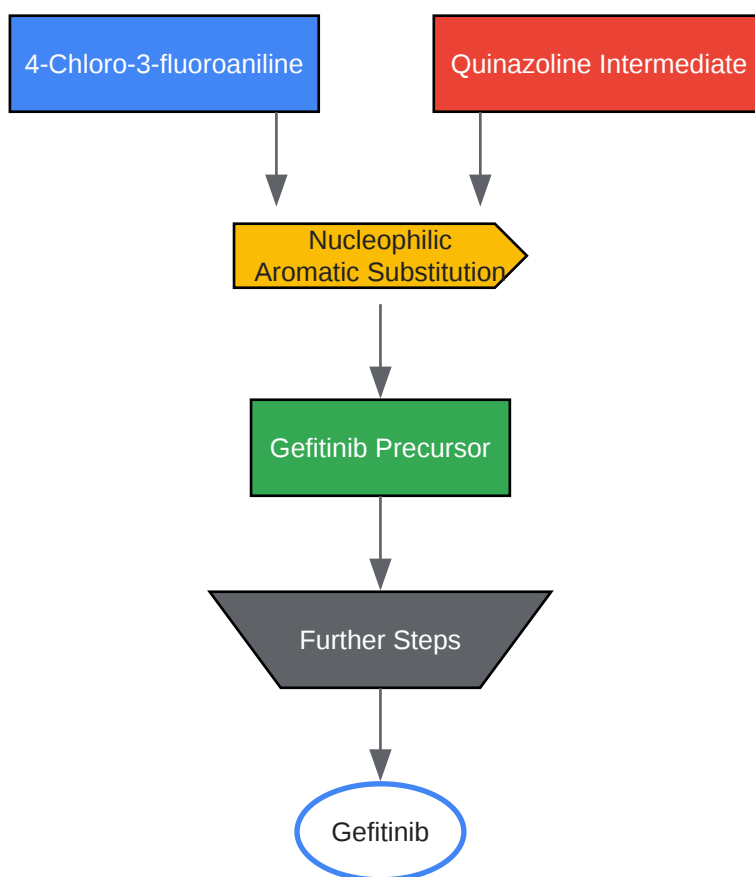 4-Chloro-3-fluoroaniline
Quinazoline Intermediate
Nucleophilic
Aromatic Substitution
Gefitinib Precursor
Further Steps
Gefitinib